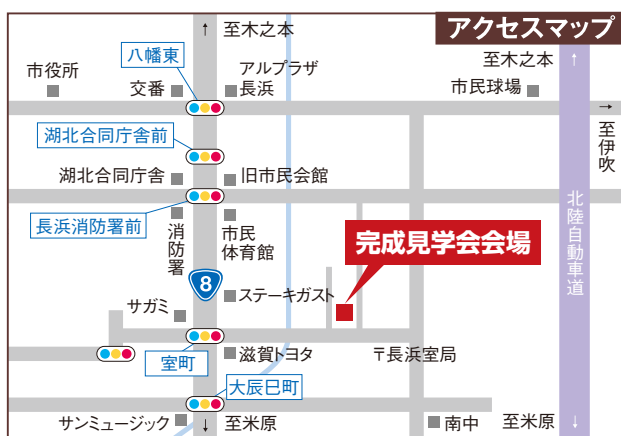 アクセスマップ
↑ 至木之本
至木之本 ↑
八幡東
アルプラザ
長浜
市役所
交番
市民球場
→
至伊吹
湖北合同庁舎前
湖北合同庁舎
旧市民会館
長浜消防署前
消防署
市民
体育館
完成見学会会場
北陸自動車道
8
ステーキガスト
サガミ
室町
滋賀トヨタ
〒長浜室局
大辰巳町
サンミュージック
↓ 至米原
南中
至米原 ↓